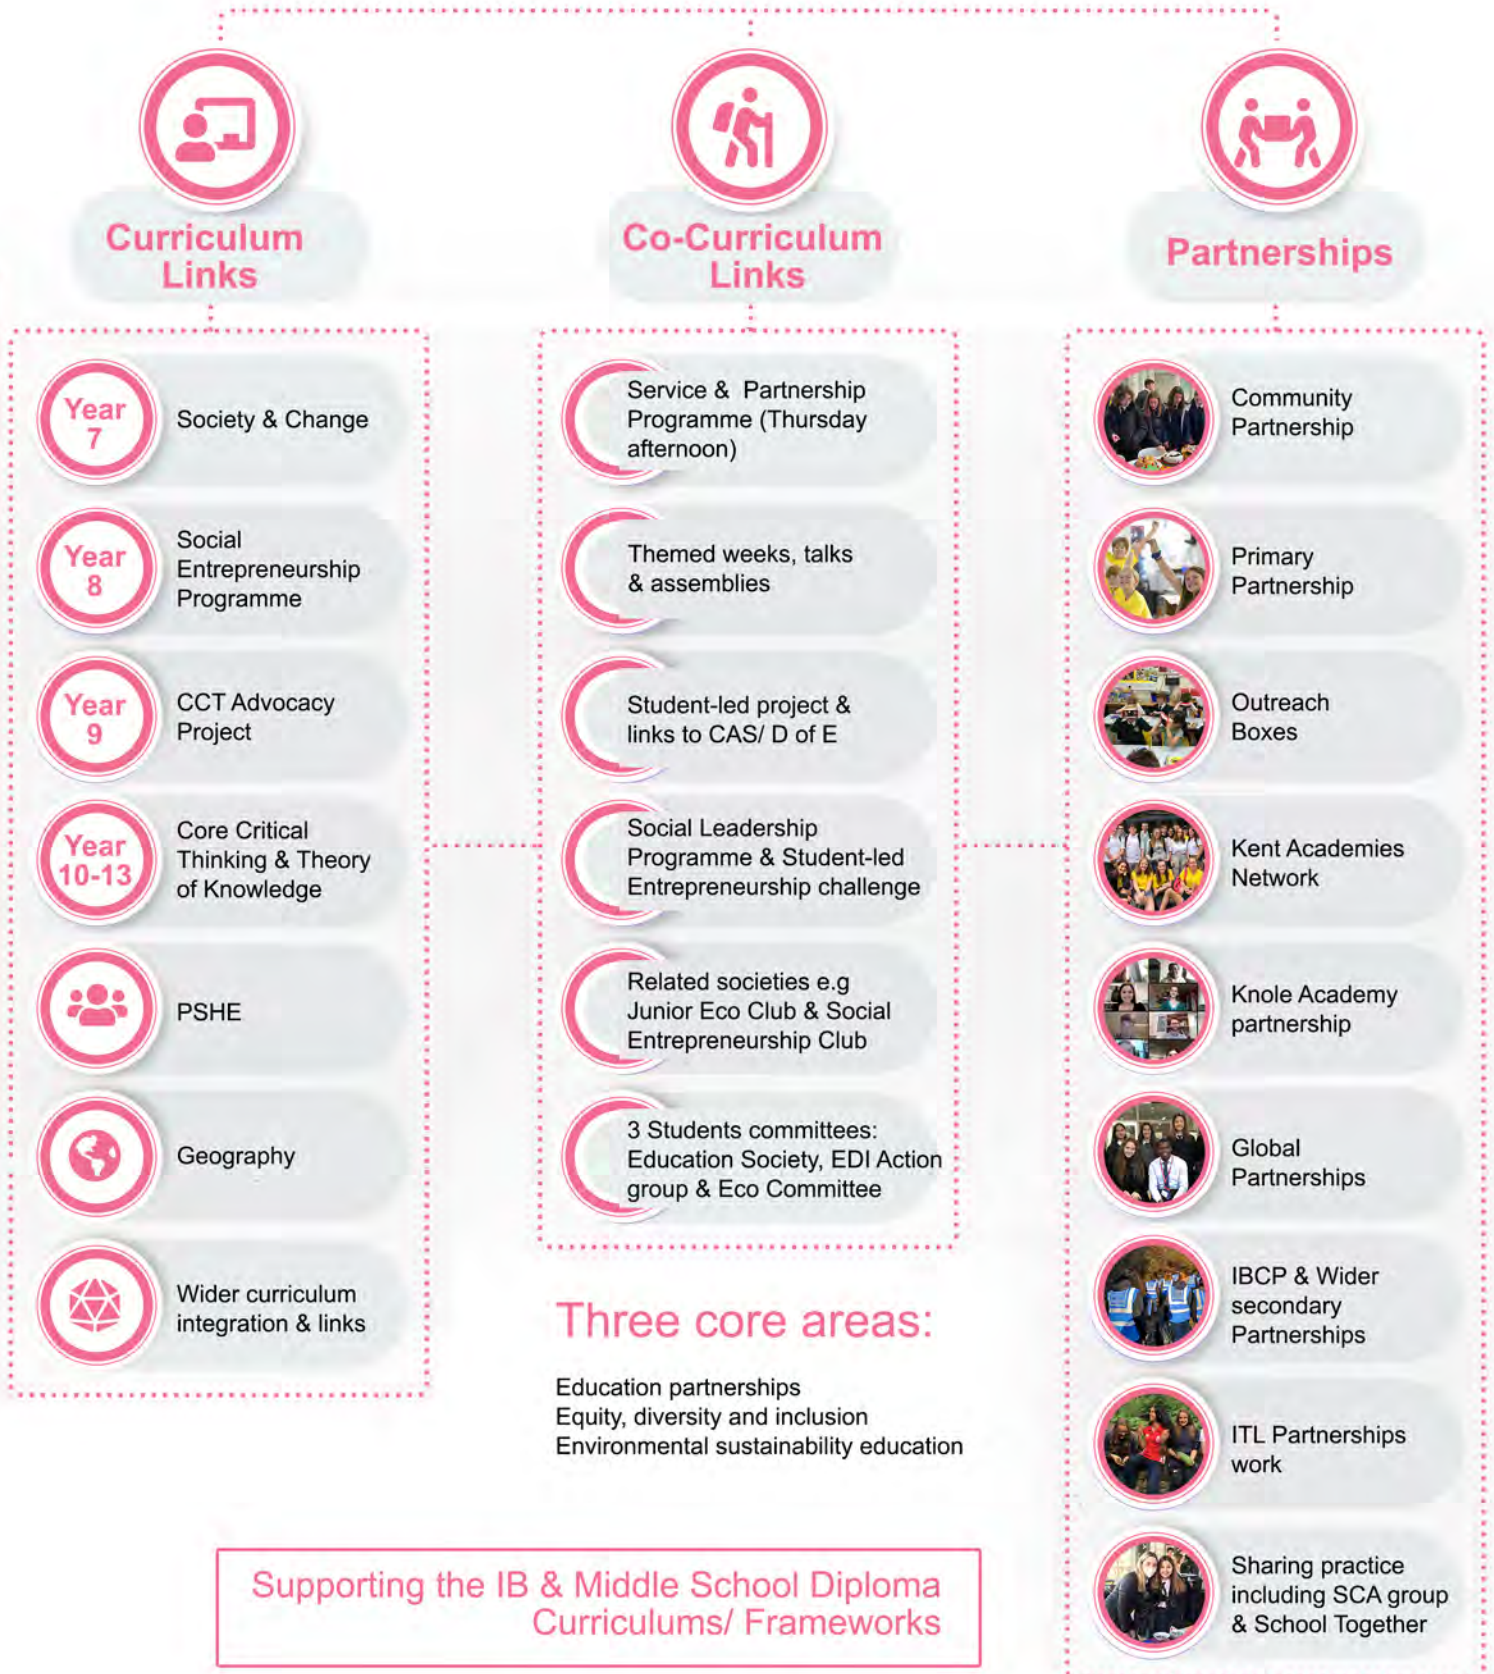 Curriculum
Links
Year
7
Society & Change
Year
8
Social
Entrepreneurship
Programme
Year
9
CCT Advocacy
Project
Year
10-13
Core Critical
Thinking & Theory
of Knowledge
PSHE
Geography
Wider curriculum
integration & links
Co-Curriculum
Links
Service & Partnership
Programme (Thursday
afternoon)
Themed weeks, talks
& assemblies
Student-led project &
links to CAS/ D of E
Social Leadership
Programme & Student-led
Entrepreneurship challenge
Related societies e.g
Junior Eco Club & Social
Entrepreneurship Club
3 Students committees:
Education Society, EDI Action
group & Eco Committee
Three core areas:
Education partnerships
Equity, diversity and inclusion
Environmental sustainability education
Supporting the IB & Middle School Diploma
Curriculums/ Frameworks
Partnerships
Community
Partnership
Primary
Partnership
Outreach
Boxes
Kent Academies
Network
Knole Academy
partnership
Global
Partnerships
IBCP & Wider
secondary
Partnerships
ITL Partnerships
work
Sharing practice
including SCA group
& School Together